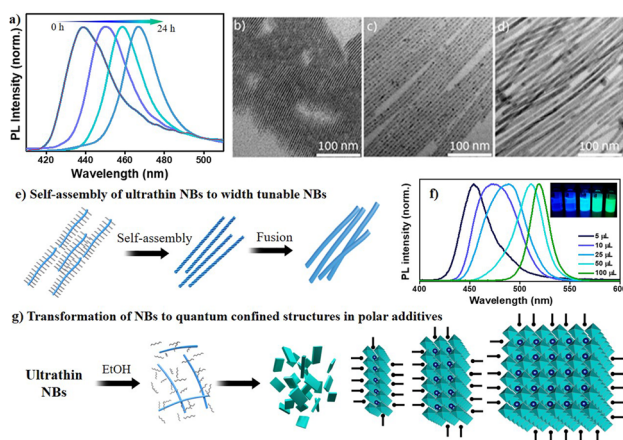 a)
0 h
24 h
PL intensity (norm.)
440 460 480 500
Wavelength (nm)
b)
100 nm
c)
100 nm
d)
100 nm
e) Self-assembly of ultrathin NBs to width tunable NBs
Self-assembly
Fusion
f)
PL intensity (norm.)
5 µL
10 µL
25 µL
50 µL
100 µL
400 450 500 550 600
Wavelength (nm)
g) Transformation of NBs to quantum confined structures in polar additives
Ultrathin
NBs
EtOH